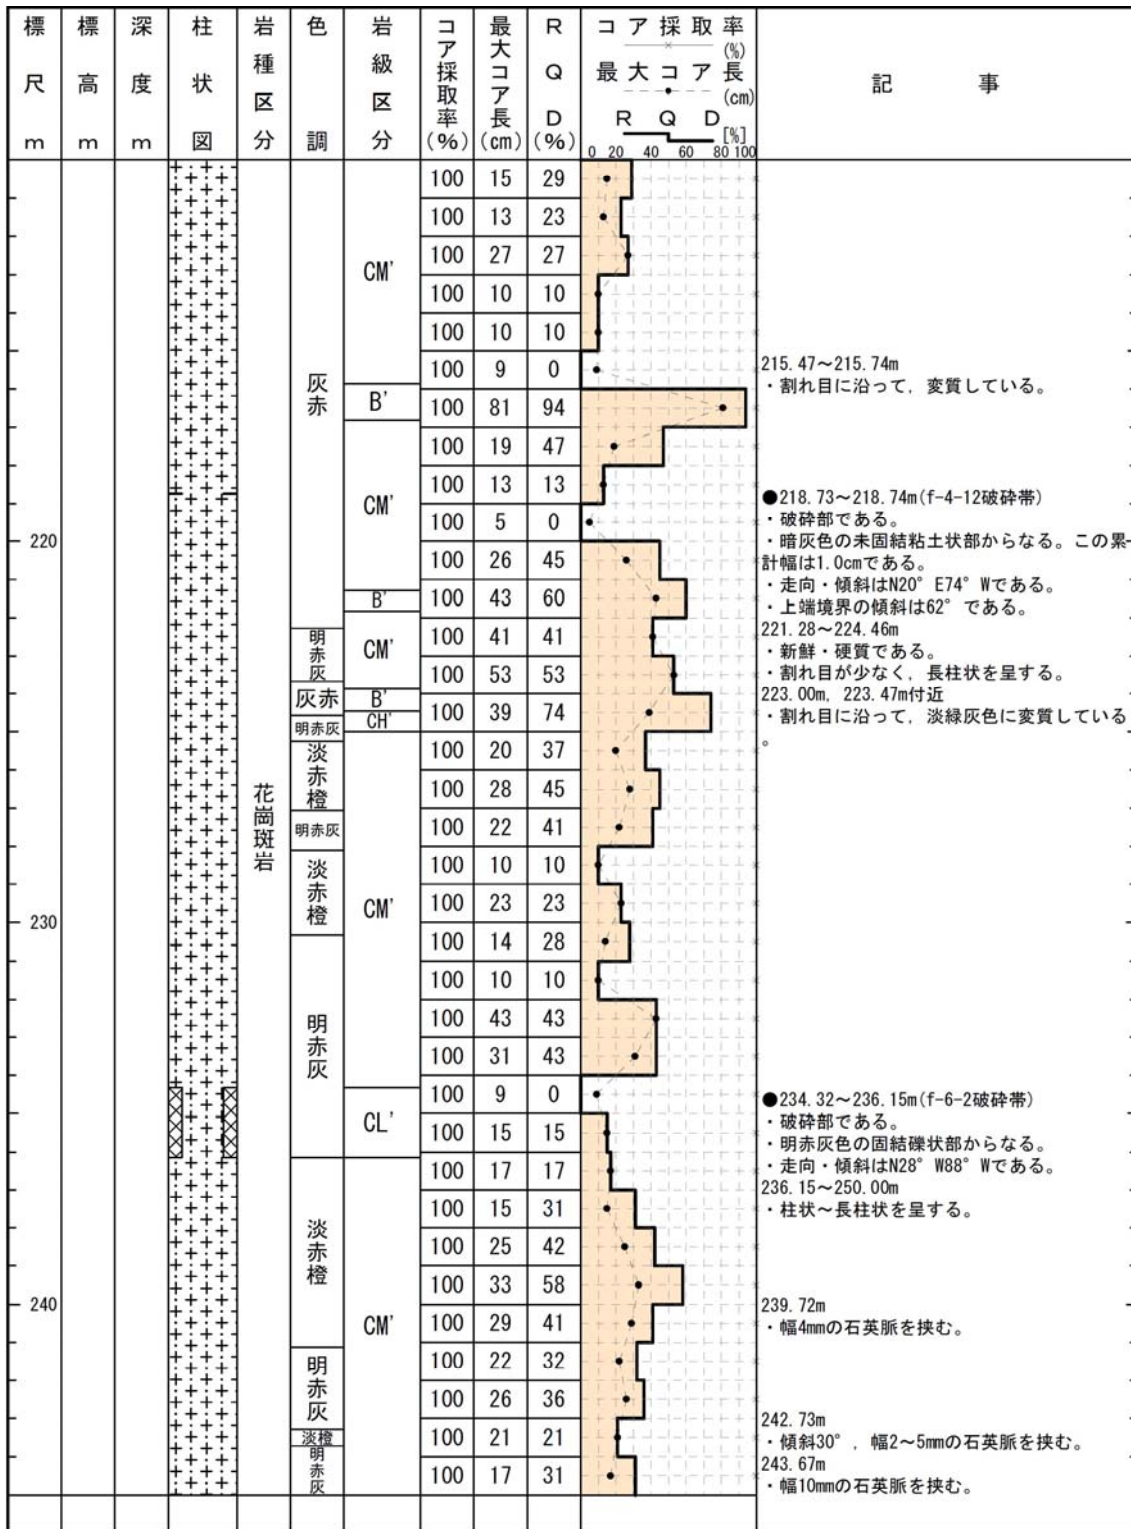 標尺m
標高m
深度m
柱状図
岩種区分
色調
岩級区分
コア採取率(%)
最大コア長(cm)
RQD(%)
コア採取率
(%)
最大コア長
(cm)
RQD
[%]
0 20 40 60 80 100
記事
100 15 29
100 13 23
100 27 27
CM'
100 10 10
100 10 10
100 9 0
215.47~215.74m
・割れ目に沿って,変質している。
灰赤
B'
100 81 94
100 19 47
100 13 13
CM'
●218.73~218.74m(f-4-12破砕帯)
・破砕部である。
・暗灰色の未固結粘土状部からなる。この累
計幅は1.0cmである。
・走向・傾斜はN20°E74°Wである。
・上端境界の傾斜は62°である。
100 5 0
220
100 26 45
B'
100 43 60
221.28~224.46m
・新鮮・硬質である。
・割れ目が少なく,長柱状を呈する。
明赤灰
CM'
100 41 41
100 53 53
223.00m,223.47m付近
・割れ目に沿って,淡緑灰色に変質している
。
灰赤
B'
CH'
100 39 74
明赤灰
淡赤橙
100 20 37
100 28 45
花崗斑岩
明赤灰
100 22 41
100 10 10
淡赤橙
CM'
100 23 23
230
100 14 28
100 10 10
明赤灰
100 43 43
100 31 43
100 9 0
●234.32~236.15m(f-6-2破砕帯)
・破砕部である。
・明赤灰色の固結礫状部からなる。
・走向・傾斜はN28°W88°Wである。
CL'
100 15 15
100 17 17
236.15~250.00m
・柱状~長柱状を呈する。
100 15 31
淡赤橙
100 25 42
100 33 58
239.72m
・幅4mmの石英脈を挟む。
240
CM'
100 29 41
100 22 32
明赤灰
100 26 36
242.73m
・傾斜30°,幅2~5mmの石英脈を挟む。
淡橙
100 21 21
243.67m
・幅10mmの石英脈を挟む。
明赤灰
100 17 31